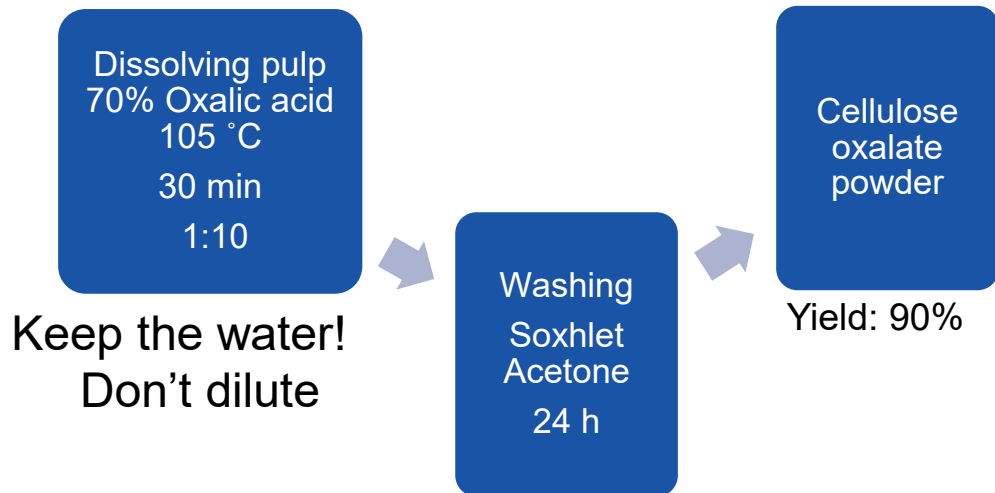 Dissolving pulp
70% Oxalic acid
105 ˚C
30 min
1:10
Keep the water!
Don’t dilute
Washing
Soxhlet
Acetone
24 h
Cellulose
oxalate
powder
Yield: 90%